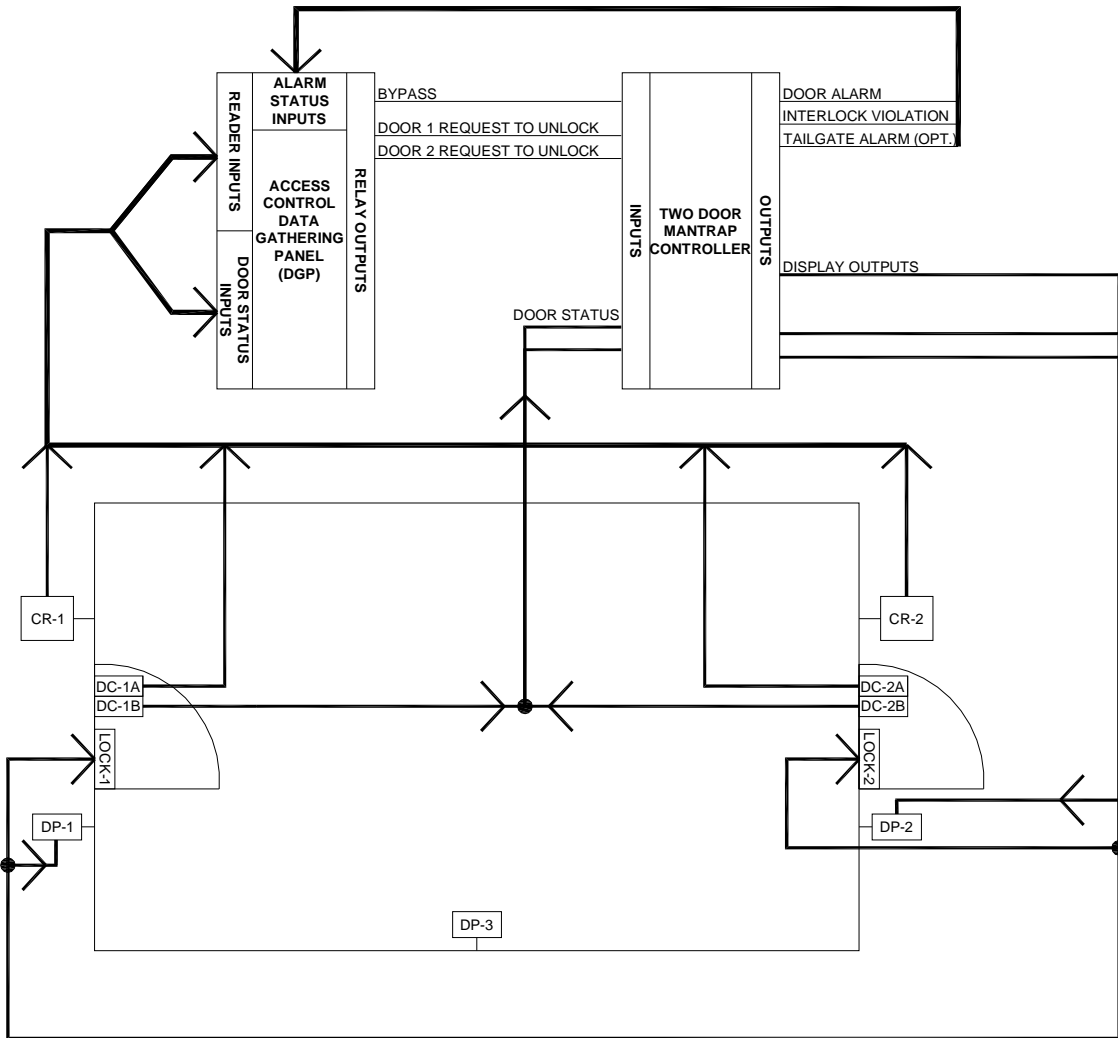 READER INPUTS
DOOR STATUS
INPUTS
ALARM
STATUS
INPUTS
ACCESS
CONTROL
DATA
GATHERING
PANEL
(DGP)
RELAY OUTPUTS
BYPASS
DOOR 1 REQUEST TO UNLOCK
DOOR 2 REQUEST TO UNLOCK
DOOR STATUS
INPUTS
TWO DOOR
MANTRAP
CONTROLLER
OUTPUTS
DOOR ALARM
INTERLOCK VIOLATION
TAILGATE ALARM (OPT.)
DISPLAY OUTPUTS
CR-1
CR-2
DC-1A
DC-1B
LOCK-1
DP-1
DC-2A
DC-2B
LOCK-2
DP-2
DP-3